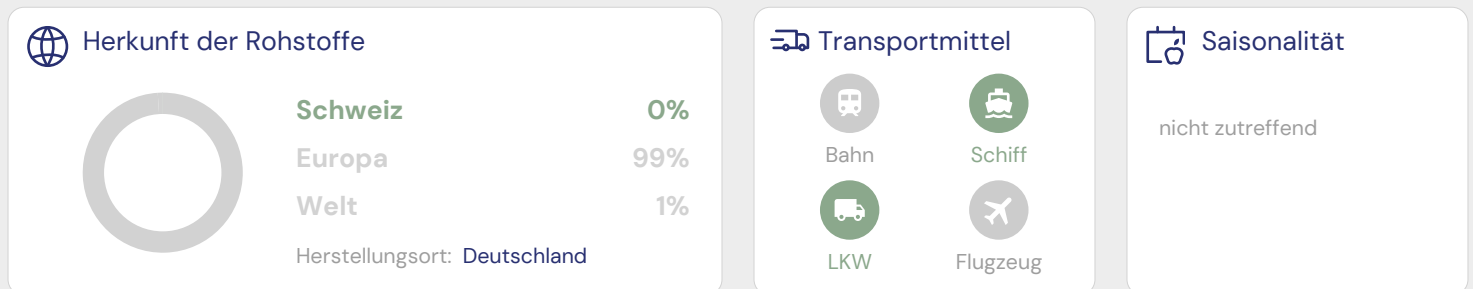 Herkunft der Rohstoffe
Schweiz 0%
Europa 99%
Welt 1%
Herstellungsort: Deutschland
Transportmittel
Bahn Schiff
LKW Flugzeug
Saisonalität
nicht zutreffend